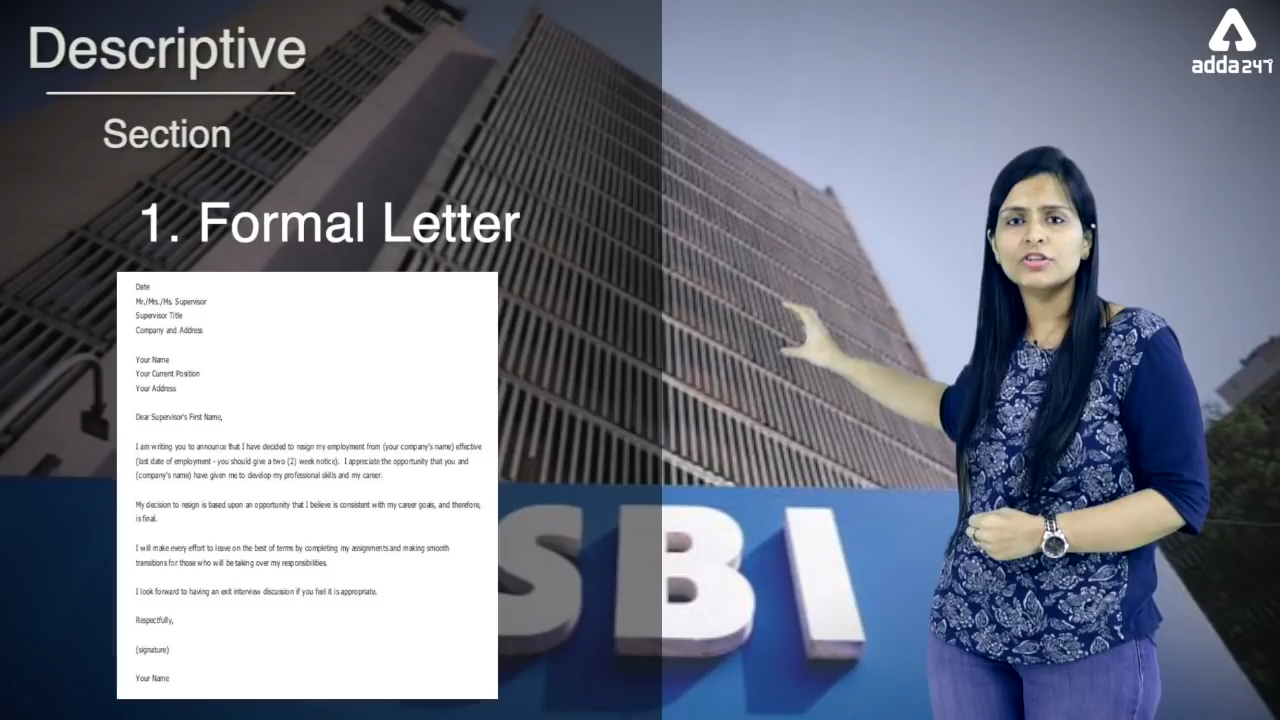 Descriptive
Section
1. Formal Letter
Date
Mr./Mrs./Ms. Supervisor
Supervisor Title
Company and Address
Your Name
Your Current Position
Your Address
Dear Supervisor's First Name,
I am writing you to announce that I have decided to resign my employment from (your company's name) effective
(last date of employment - you should give a two (2) week notice). I appreciate the opportunity that you and
(company's name) have given me to develop my professional skills and my career.
My decision to resign is based upon an opportunity that I believe is consistent with my career goals, and therefore,
is final.
I will make every effort to leave on the best of terms by completing my assignments and making smooth
transitions for those who will be taking over my responsibilities.
I look forward to having an exit interview discussion if you feel it is appropriate.
Respectfully,
(signature)
Your Name
SBI
adda247